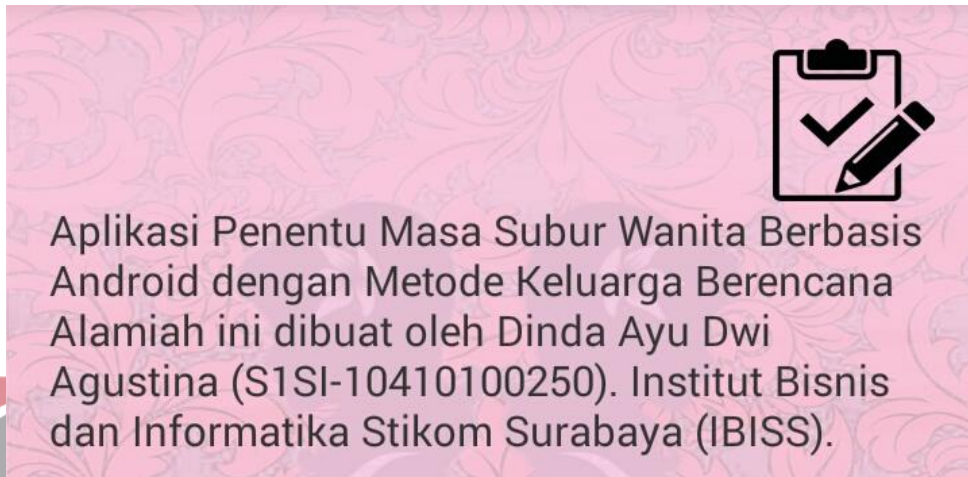 Aplikasi Penentu Masa Subur Wanita Berbasis
Android dengan Metode Keluarga Berencana
Alamiah ini dibuat oleh Dinda Ayu Dwi
Agustina (S1SI-10410100250). Institut Bisnis
dan Informatika Stikom Surabaya (IBISS).